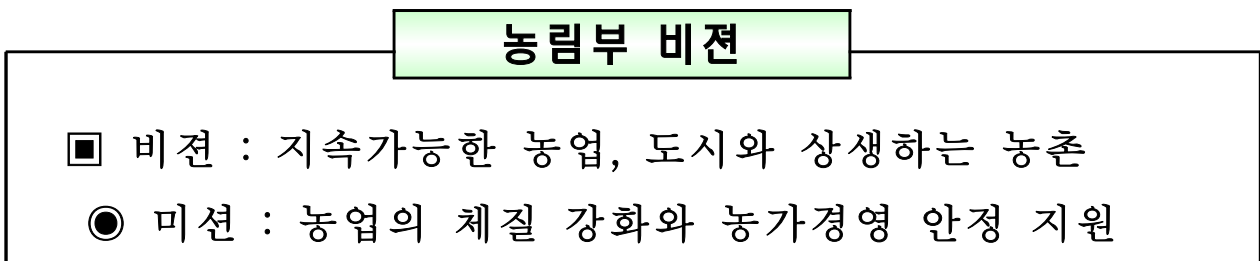 농림부 비젼
▣ 비젼 : 지속가능한 농업, 도시와 상생하는 농촌
◉ 미션 : 농업의 체질 강화와 농가경영 안정 지원